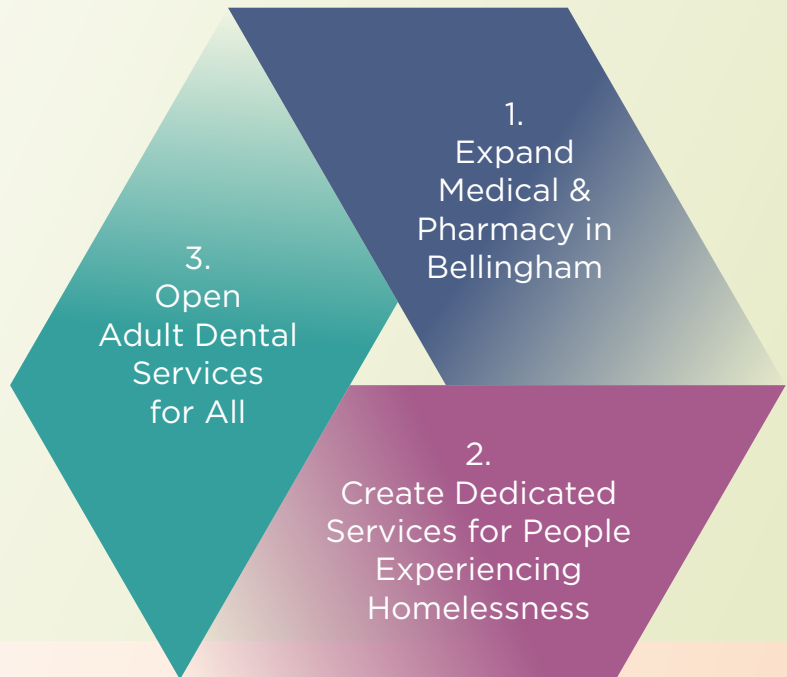 1.
Expand
Medical &
Pharmacy in
Bellingham
2.
Create Dedicated
Services for People
Experiencing
Homelessness
3.
Open
Adult Dental
Services
for All